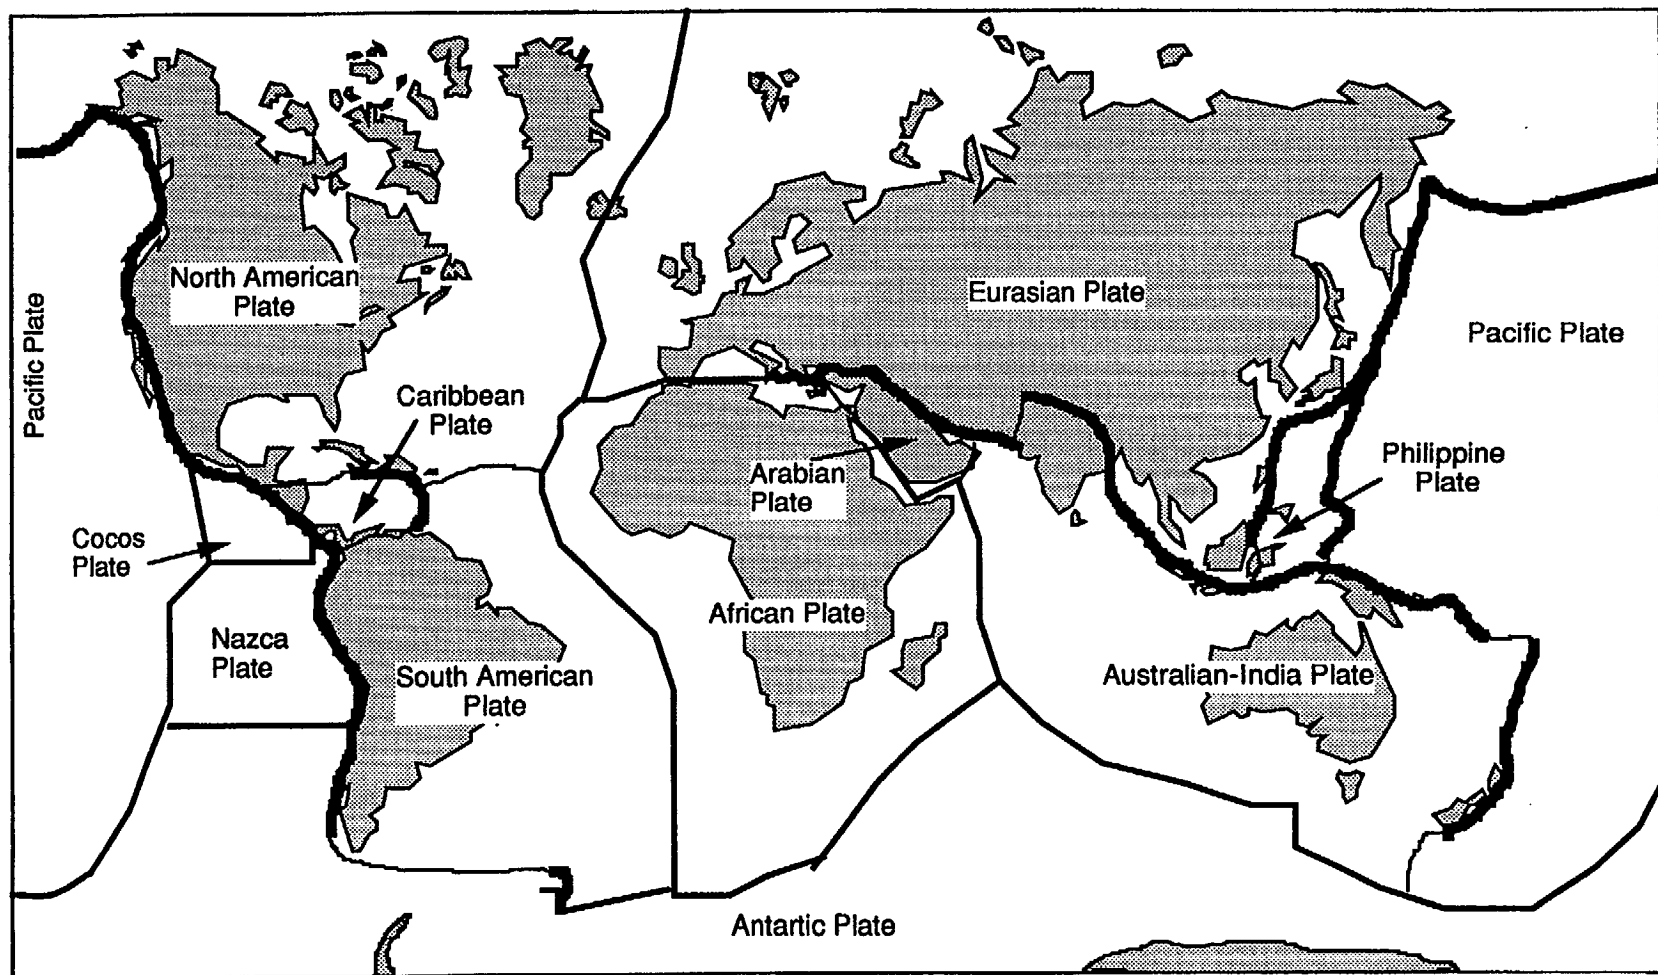 North American
Plate
Eurasian Plate
Pacific Plate
Pacific Plate
Caribbean
Plate
Arabian
Plate
Philippine
Plate
Cocos
Plate
African Plate
Nazca
Plate
South American
Plate
Australian-India Plate
Antartic Plate